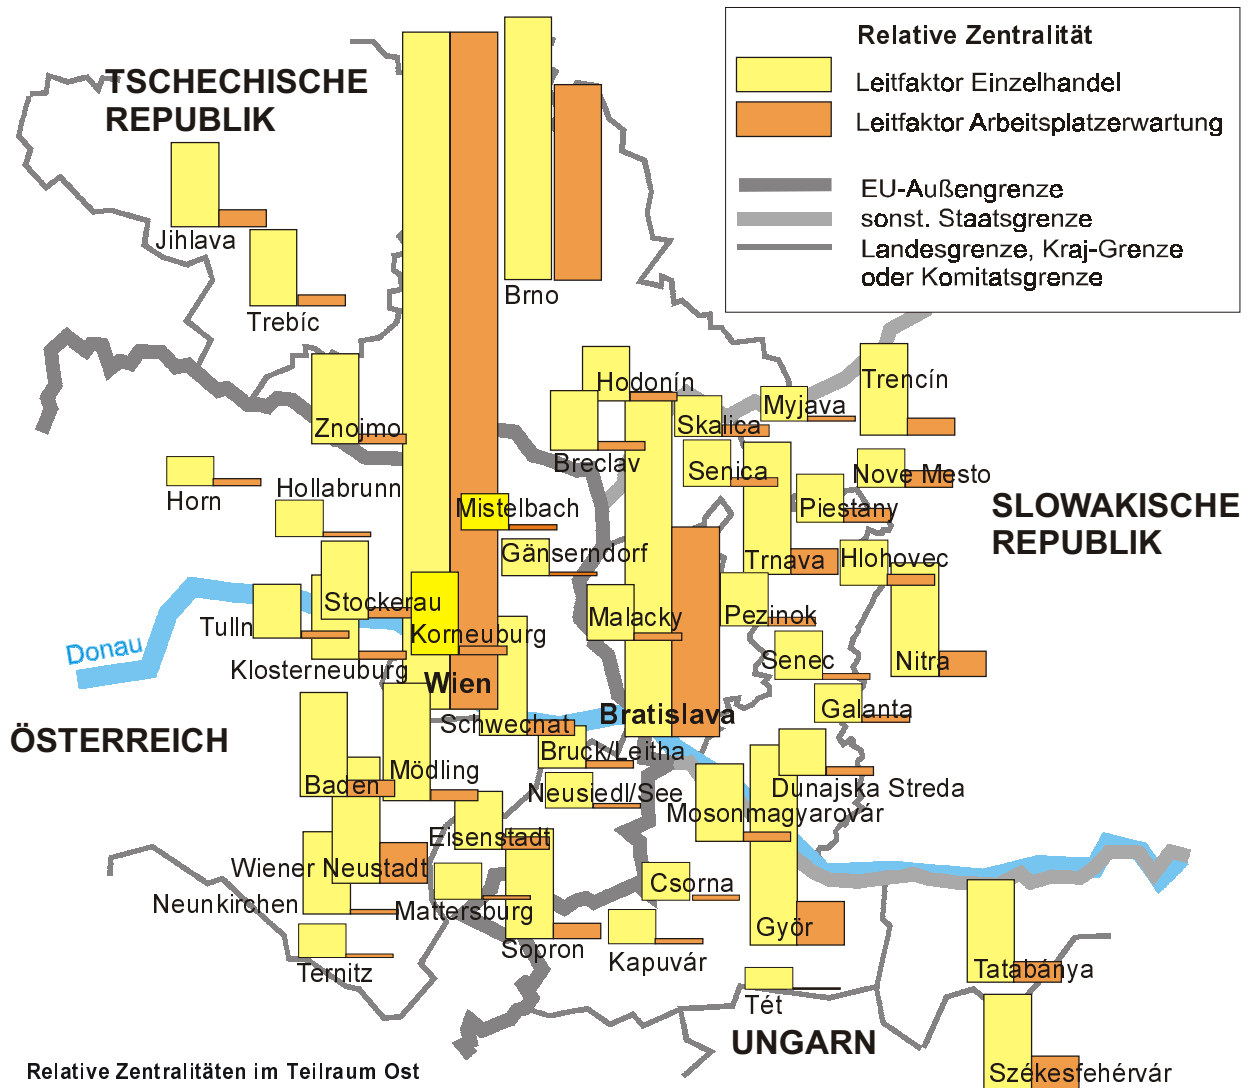 Relative Zentralität
Leitfaktor Einzelhandel
Leitfaktor Arbeitsplatzerwartung
EU-Außengrenze
sonst. Staatsgrenze
Landesgrenze, Kraj-Grenze
oder Komitatsgrenze
TSCHECHISCHE
REPUBLIK
Jihlava
Trebíc
Brno
Znojmo
Hodonín
Breclav
Skalica
Myjava
Trencín
Senica
Nove Mesto
Piestany
Horn
Hollabrunn
Mistelbach
Gänserndorf
SLOWAKISCHE
REPUBLIK
Trnava
Hlohovec
Stockerau
Tulln
Korneuburg
Malacky
Pezinok
Donau
Klosterneuburg
Wien
Senec
Nitra
Schwechat
Bratislava
Galanta
ÖSTERREICH
Bruck/Leitha
Baden
Mödling
Neusiedl/See
Dunajska Streda
Mosonmagyarovár
Eisenstadt
Wiener Neustadt
Csorna
Neunkirchen
Mattersburg
Györ
Sopron
Kapuvár
Ternitz
Tatabánya
Tét
UNGARN
Székesfehérvár
Relative Zentralitäten im Teilraum Ost